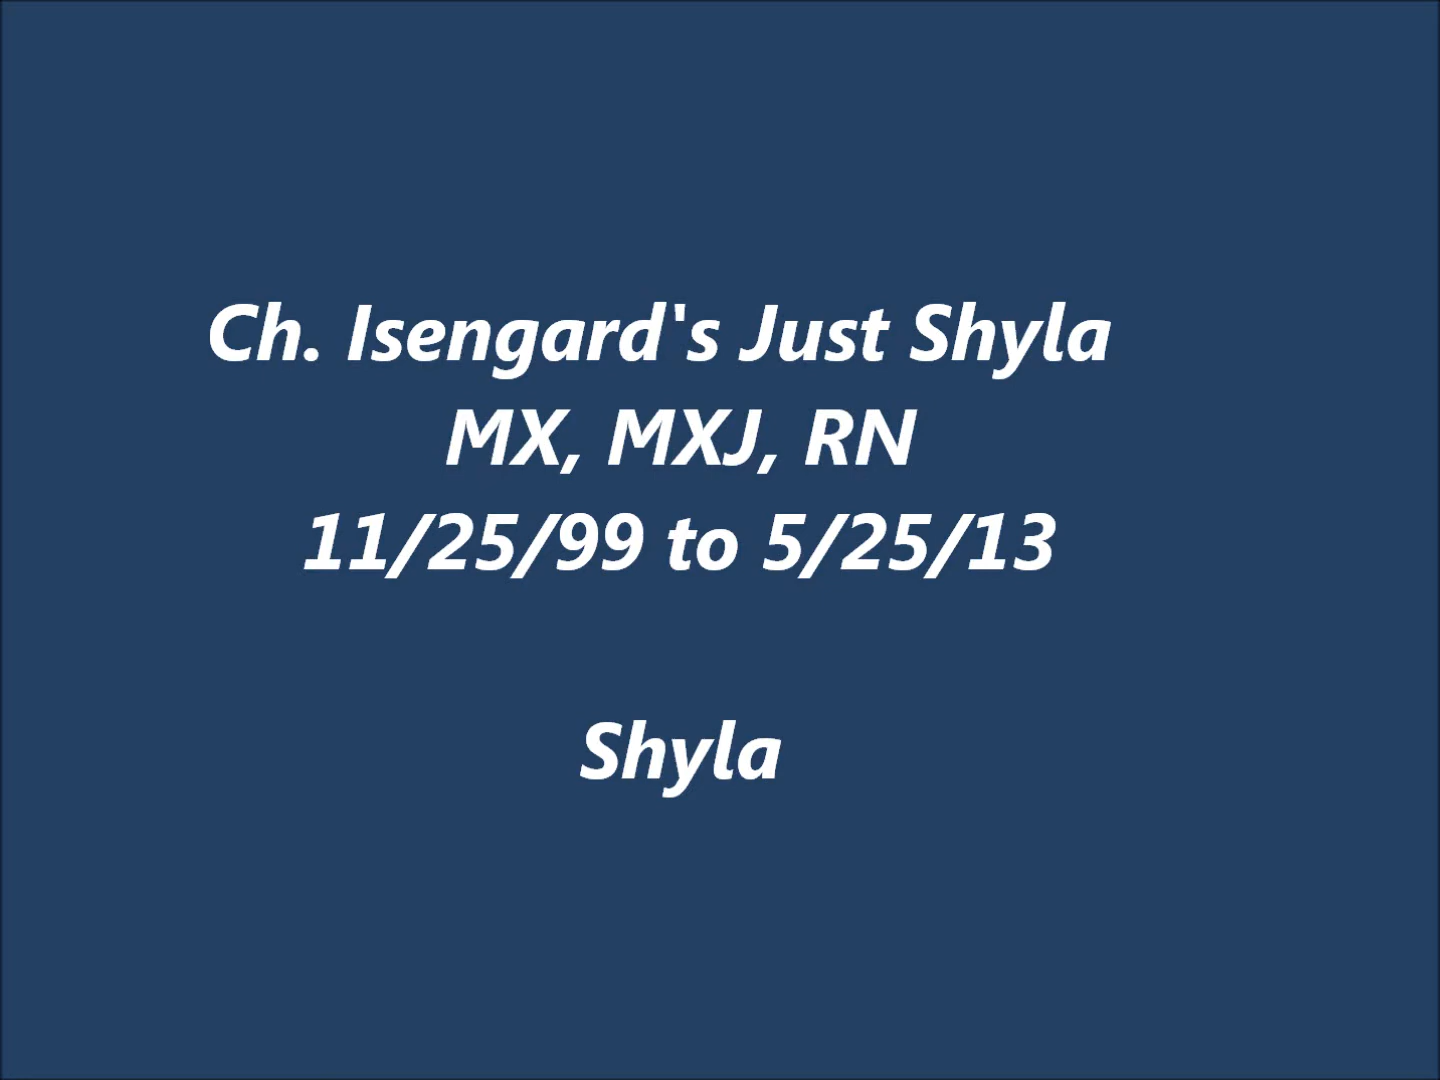 Ch. Isengard's Just Shyla
MX, MXJ, RN
11/25/99 to 5/25/13
Shyla